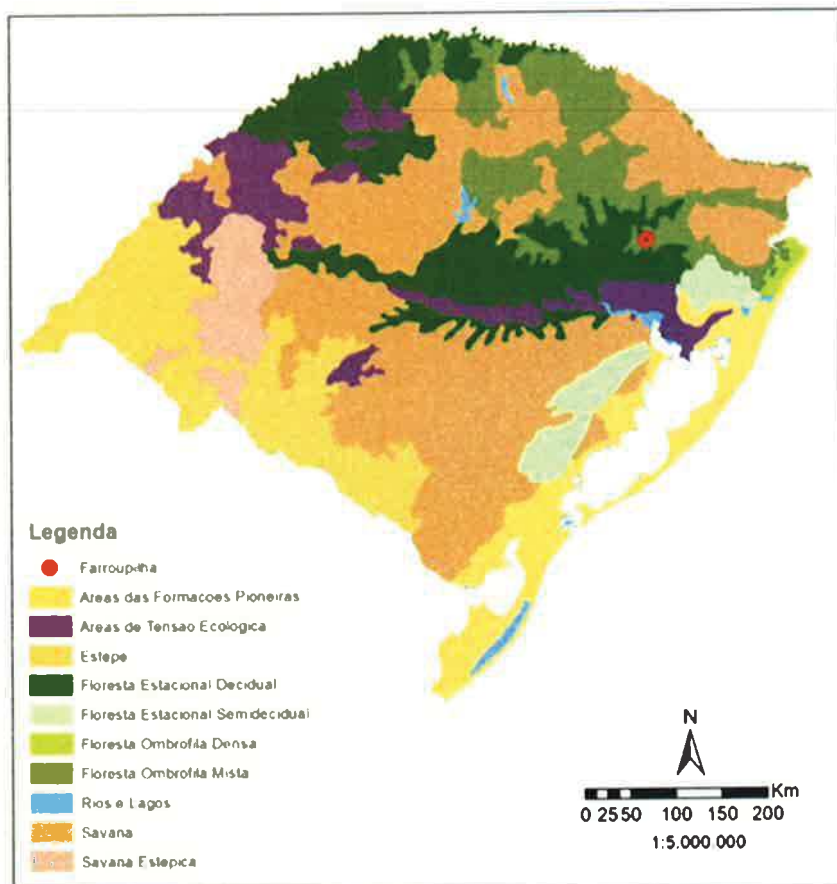 Legenda
Farroupilha
Areas das Formacoes Pioneiras
Areas de Tensao Ecologica
Estepe
Floresta Estacional Decidual
Floresta Estacional Semidecidual
Floresta Ombrofila Densa
Floresta Ombrofila Mista
Rios e Lagos
Savana
Savana Estepica
N
Km
0 25 50 100 150 200
1:5.000.000